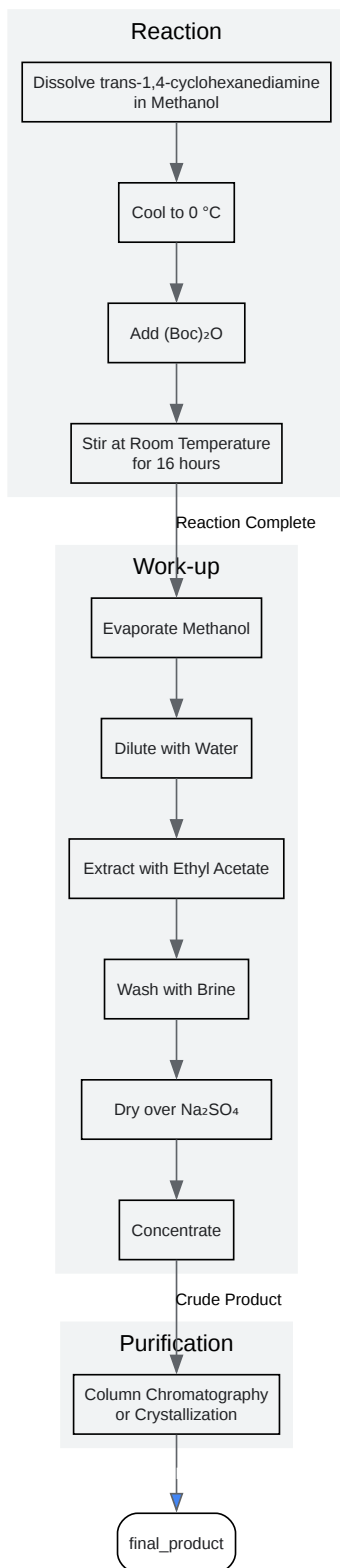 Reaction
Dissolve trans-1,4-cyclohexanediamine
in Methanol
Cool to 0 °C
Add (Boc)₂O
Stir at Room Temperature
for 16 hours
Reaction Complete
Work-up
Evaporate Methanol
Dilute with Water
Extract with Ethyl Acetate
Wash with Brine
Dry over Na₂SO₄
Concentrate
Crude Product
Purification
Column Chromatography
or Crystallization
final_product